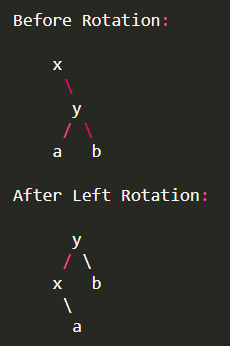 Before Rotation:
    x
     \
      y
     / \
    a   b
After Left Rotation:
      y
     / \
    x   b
     \
      a